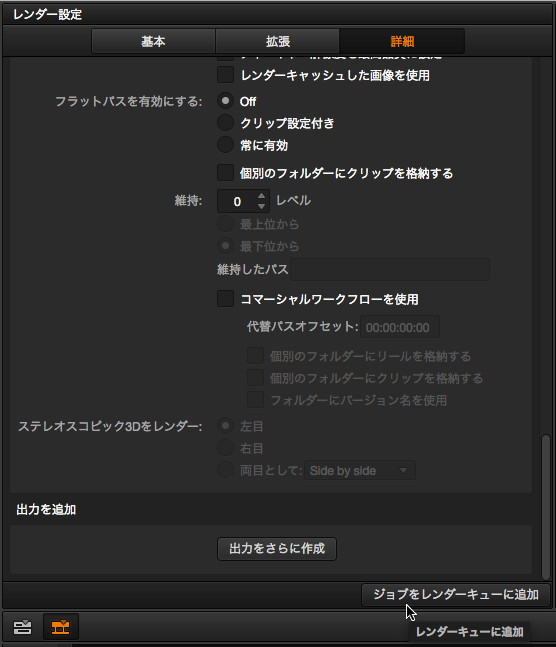 レンダー設定
基本 拡張 詳細
レンダーキャッシュした画像を使用
フラットパスを有効にする: Off
クリップ設定付き
常に有効
個別のフォルダーにクリップを格納する
維持: 0 レベル
最上位から
最下位から
維持したパス
コマーシャルワークフローを使用
代替パスオフセット: 00:00:00:00
個別のフォルダーにリールを格納する
個別のフォルダーにクリップを格納する
フォルダーにバージョン名を使用
ステレオスコピック3Dをレンダー: 左目
右目
両目として: Side by side
出力を追加
出力をさらに作成
ジョブをレンダーキューに追加
レンダーキューに追加